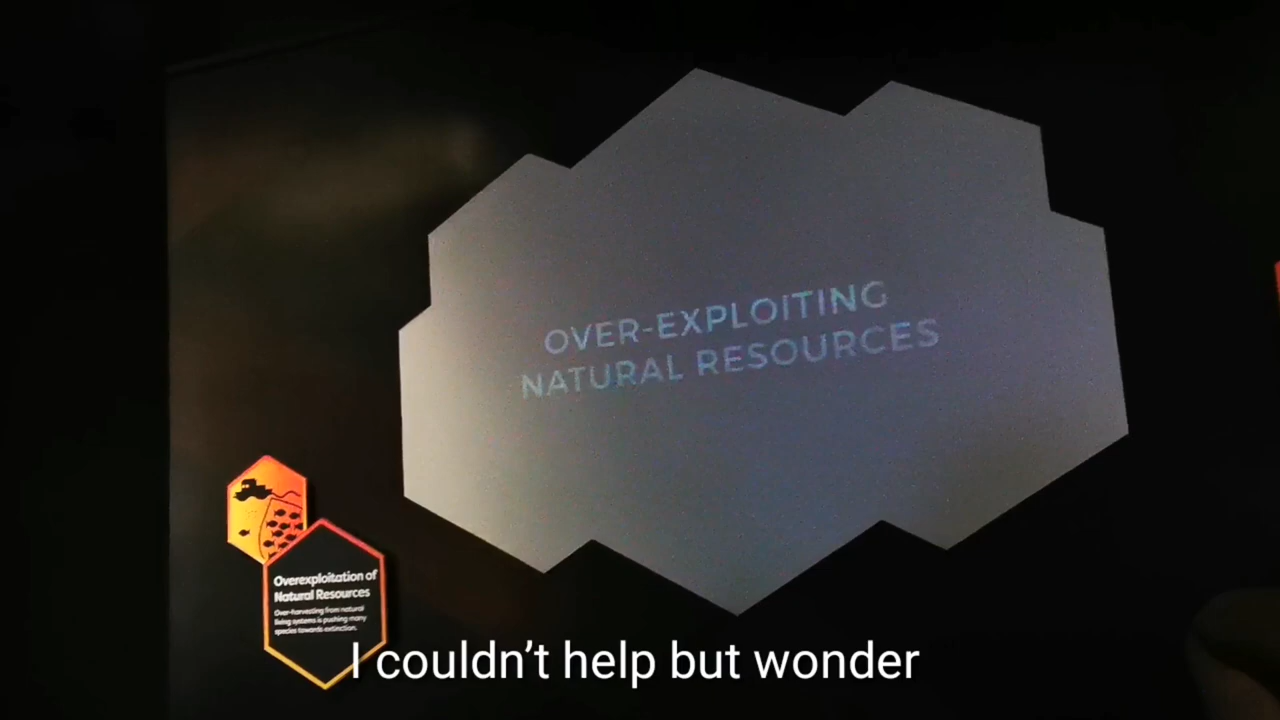 OVER-EXPLOITING
NATURAL RESOURCES
Overexploitation of
Natural Resources
Over-harvesting from natural
living systems is pushing many
species towards extinction.
I couldn't help but wonder